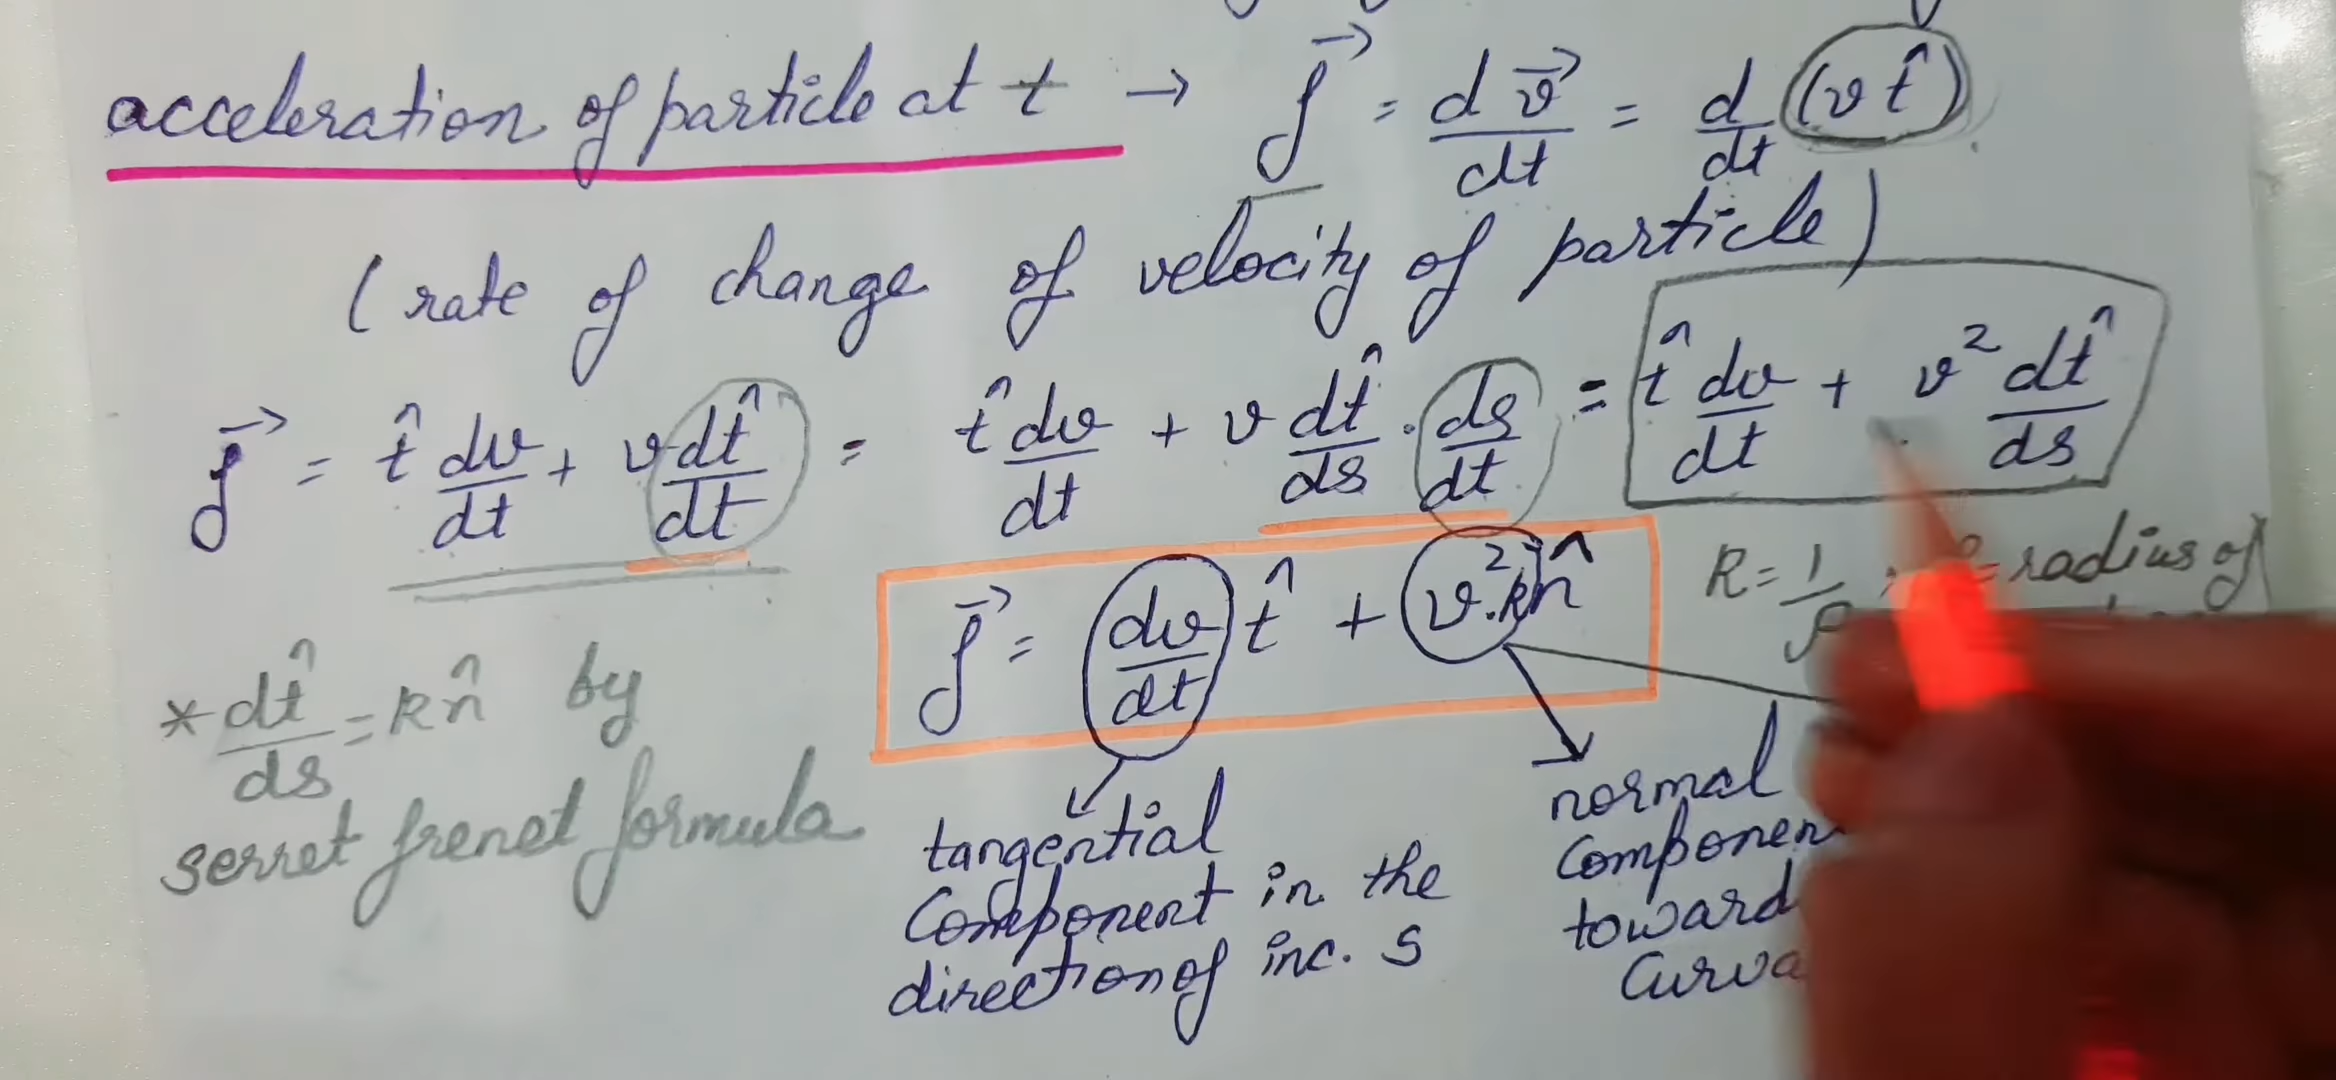 acceleration of particle at t → f⃗ = dv⃗/dt = d/dt (v t̂)
(rate of change of velocity of particle)
f⃗ = t̂ dv/dt + v dt̂/dt = t̂ dv/dt + v dt̂/ds · ds/dt = t̂ dv/dt + v² dt̂/ds
f⃗ = dv/dt t̂ + v².k n̂
R = 1/ρ radius of
* dt̂/ds = k n̂ by
serret frenet formula
tangential
Component in the
direction of inc. s
normal
Componen
toward
Curva